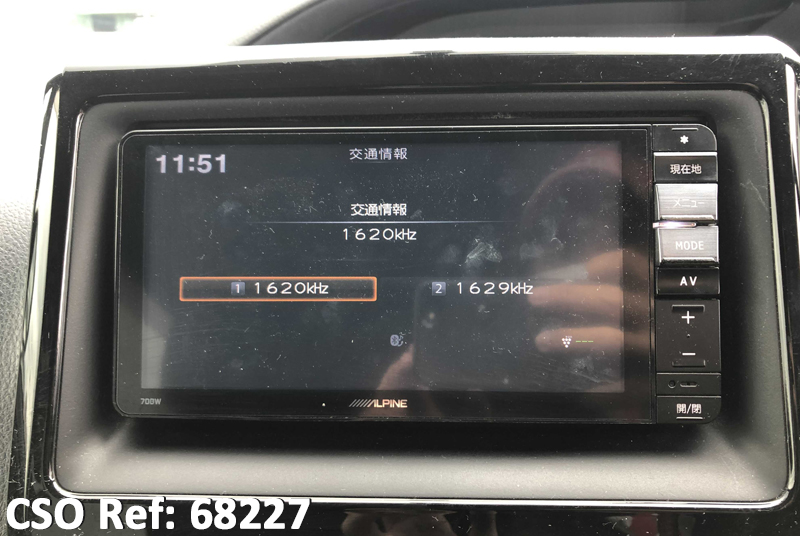 11:51
交通情報
交通情報
1620kHz
1 1620kHz
2 1629kHz
700W
ALPINE
現在地
メニュー
MODE
AV
+
−
開/閉
CSO Ref: 68227